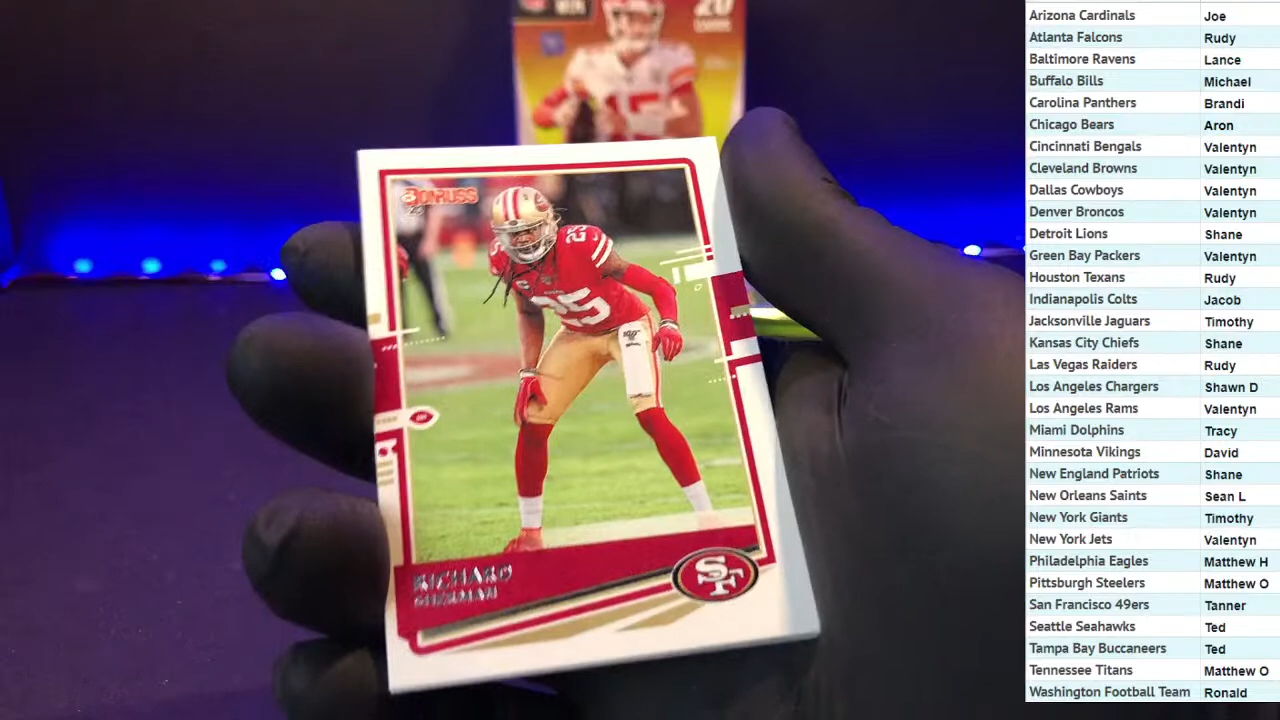 20
15
DONRUSS
25
25
RICHARD
SHERMAN
SF
Arizona Cardinals Joe
Atlanta Falcons Rudy
Baltimore Ravens Lance
Buffalo Bills Michael
Carolina Panthers Brandi
Chicago Bears Aron
Cincinnati Bengals Valentyn
Cleveland Browns Valentyn
Dallas Cowboys Valentyn
Denver Broncos Valentyn
Detroit Lions Shane
Green Bay Packers Valentyn
Houston Texans Rudy
Indianapolis Colts Jacob
Jacksonville Jaguars Timothy
Kansas City Chiefs Shane
Las Vegas Raiders Rudy
Los Angeles Chargers Shawn D
Los Angeles Rams Valentyn
Miami Dolphins Tracy
Minnesota Vikings David
New England Patriots Shane
New Orleans Saints Sean L
New York Giants Timothy
New York Jets Valentyn
Philadelphia Eagles Matthew H
Pittsburgh Steelers Matthew O
San Francisco 49ers Tanner
Seattle Seahawks Ted
Tampa Bay Buccaneers Ted
Tennessee Titans Matthew O
Washington Football Team Ronald